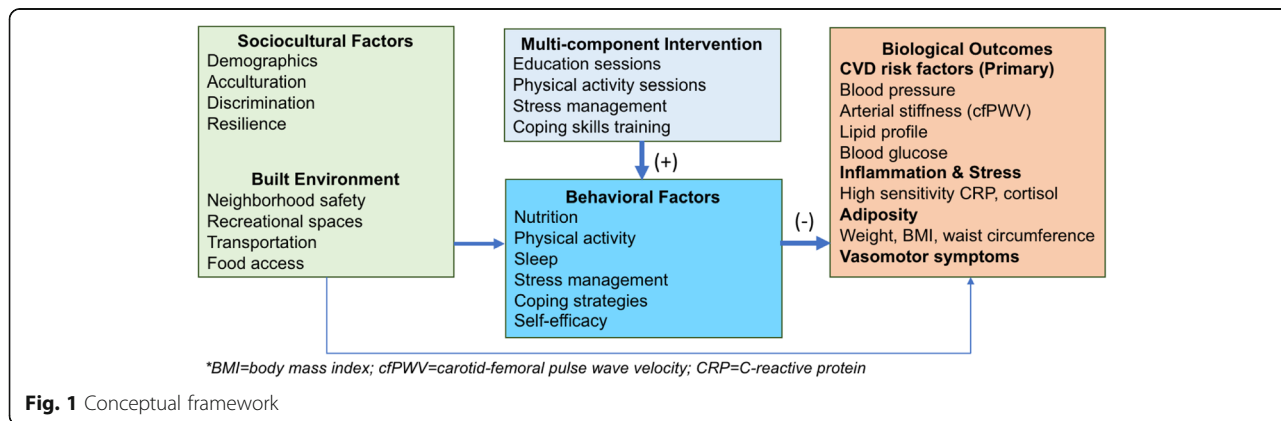 Sociocultural Factors
Demographics
Acculturation
Discrimination
Resilience
Built Environment
Neighborhood safety
Recreational spaces
Transportation
Food access
Multi-component Intervention
Education sessions
Physical activity sessions
Stress management
Coping skills training
(+)
Behavioral Factors
Nutrition
Physical activity
Sleep
Stress management
Coping strategies
Self-efficacy
(-)
Biological Outcomes
CVD risk factors (Primary)
Blood pressure
Arterial stiffness (cfPWV)
Lipid profile
Blood glucose
Inflammation & Stress
High sensitivity CRP, cortisol
Adiposity
Weight, BMI, waist circumference
Vasomotor symptoms
*BMI=body mass index; cfPWV=carotid-femoral pulse wave velocity; CRP=C-reactive protein
Fig. 1 Conceptual framework